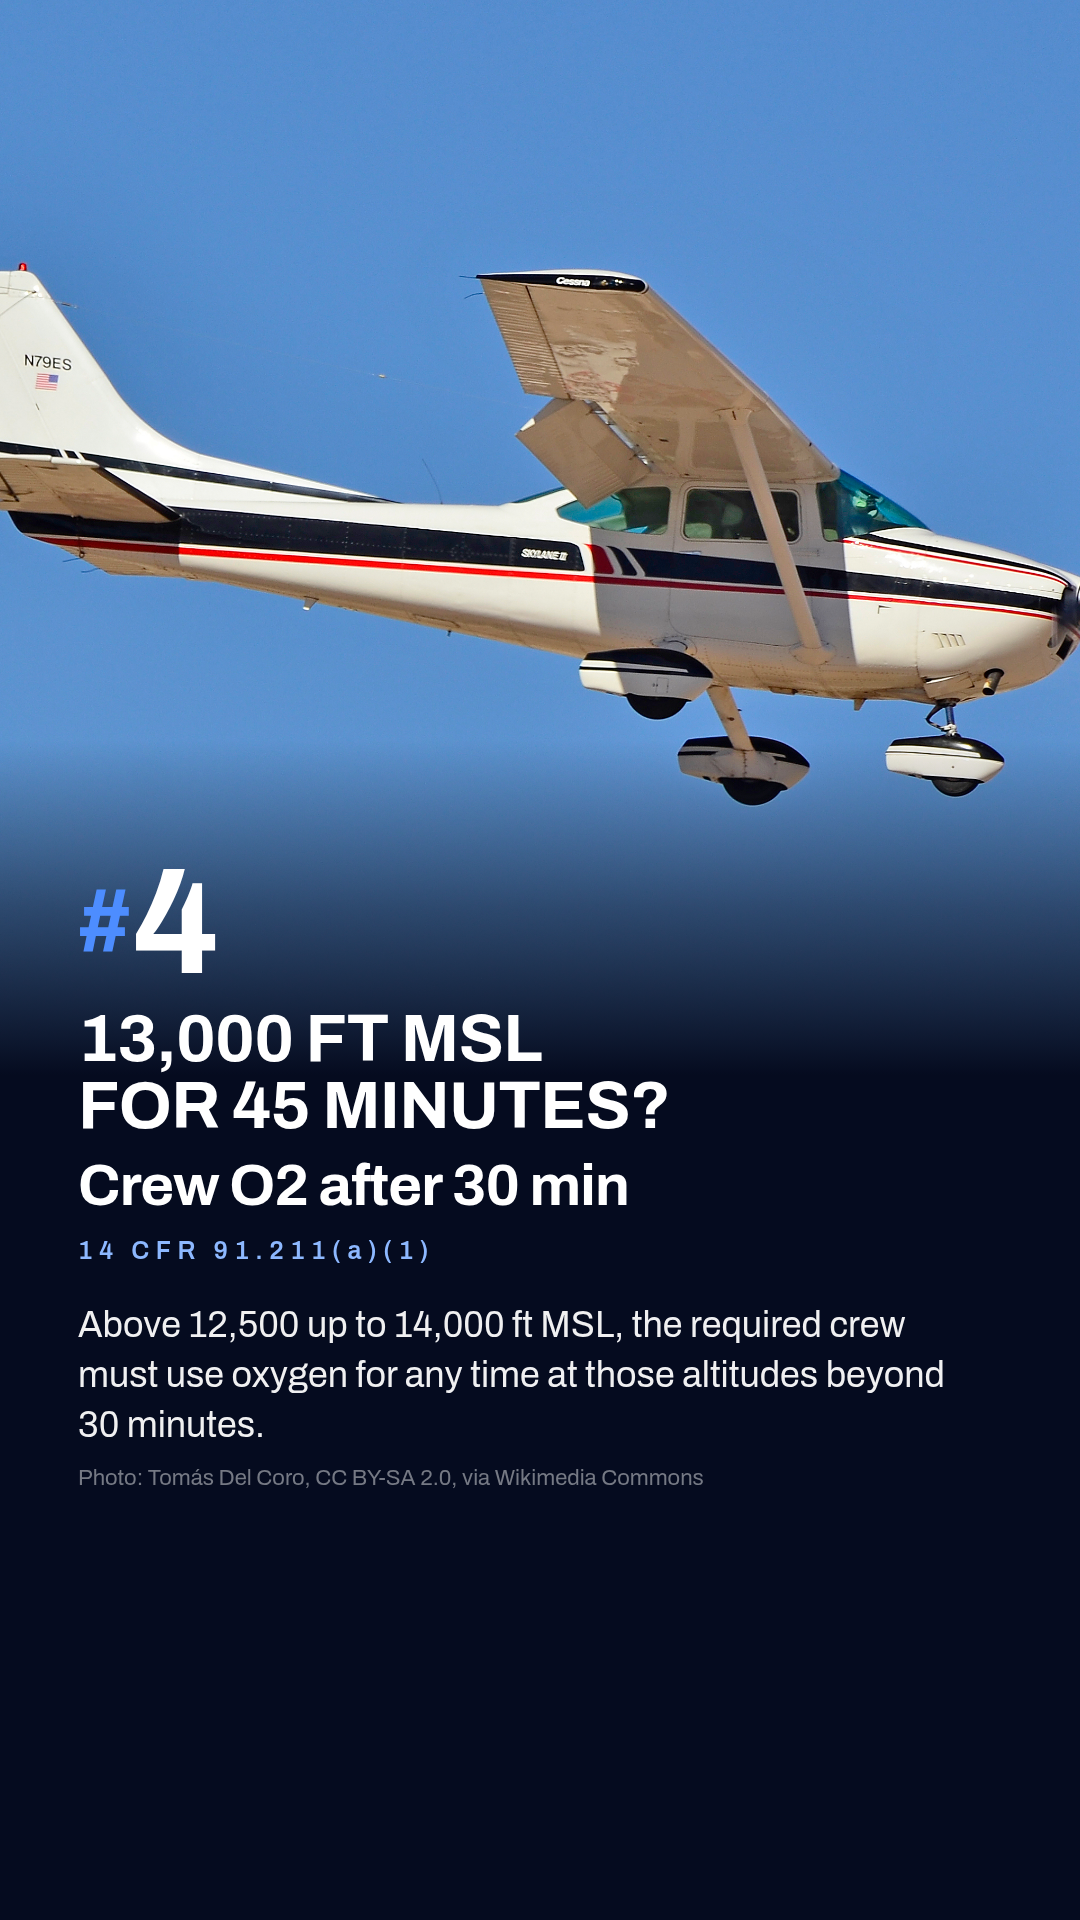 Cessna
N79ES
SKYLANE II
#4
13,000 FT MSL
FOR 45 MINUTES?
Crew O2 after 30 min
14 CFR 91.211(a)(1)
Above 12,500 up to 14,000 ft MSL, the required crew
must use oxygen for any time at those altitudes beyond
30 minutes.
Photo: Tomás Del Coro, CC BY-SA 2.0, via Wikimedia Commons